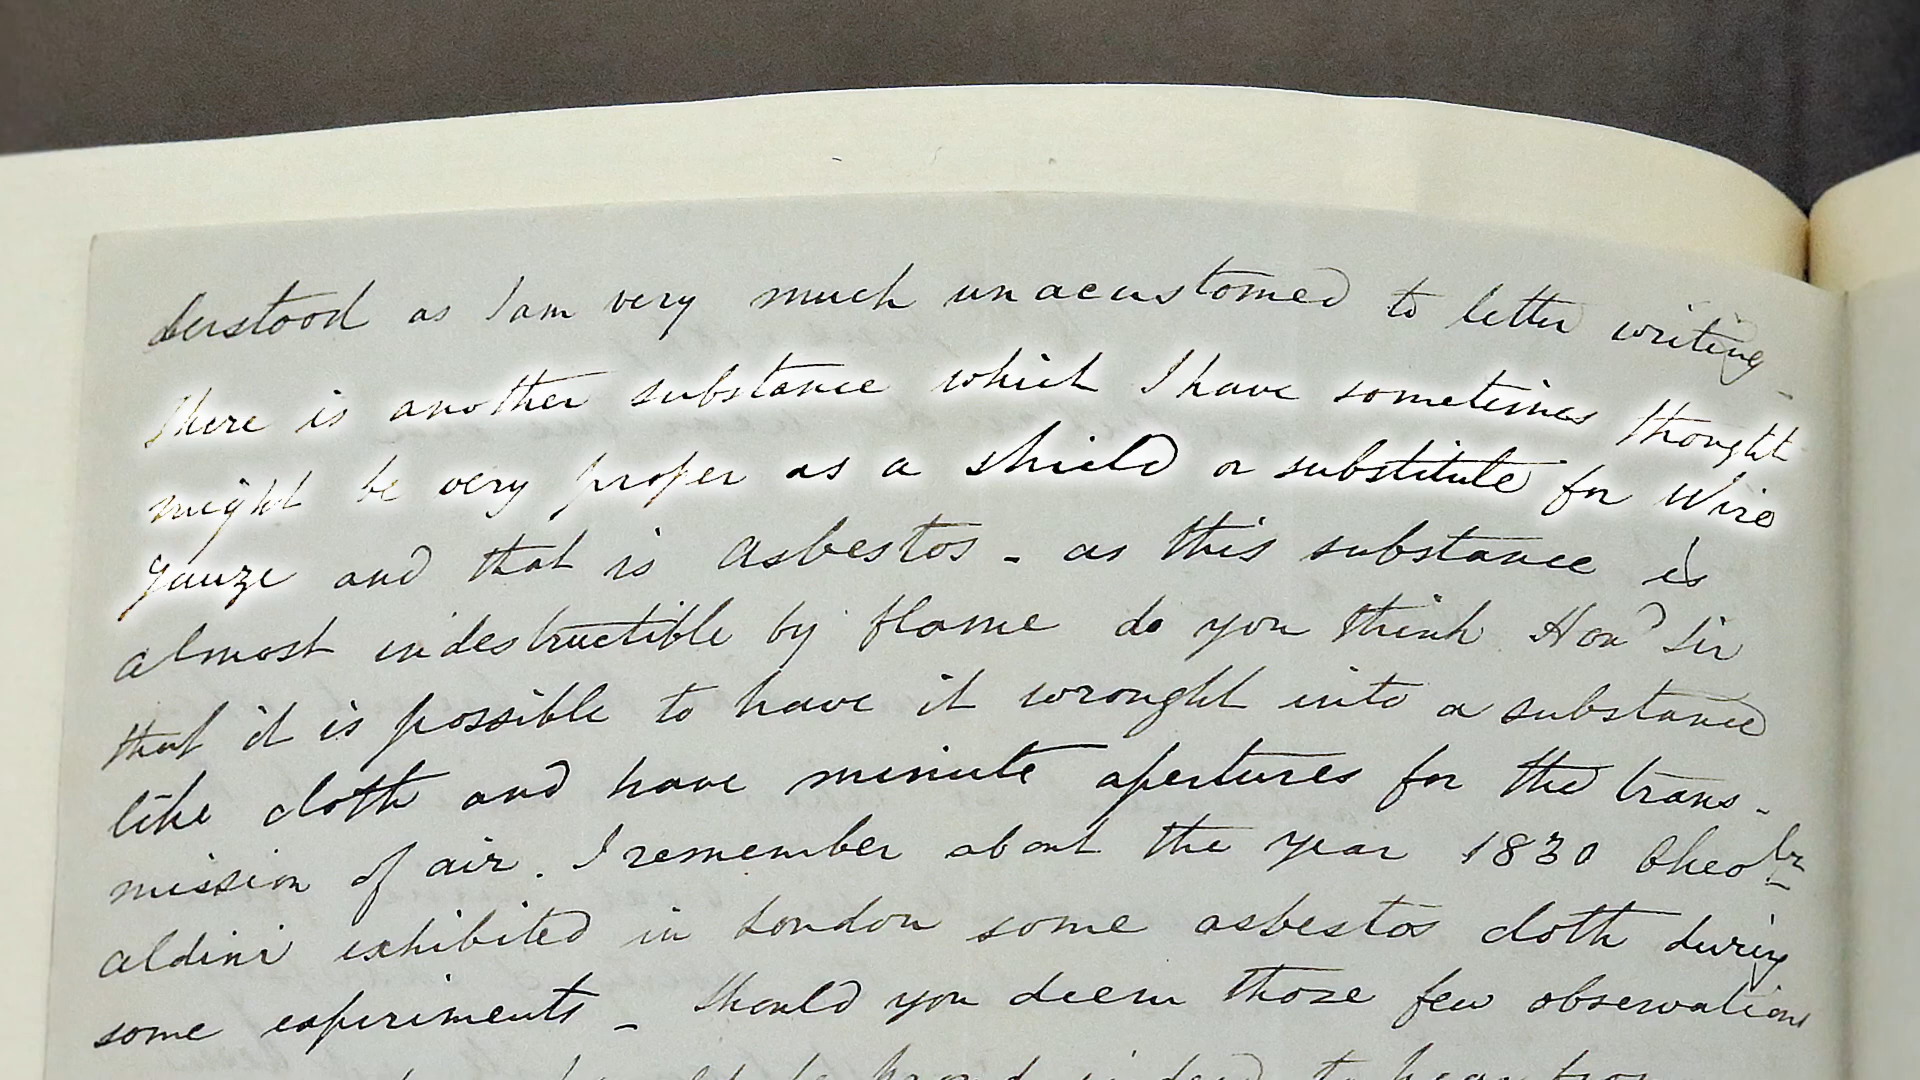 derstood as I am very much unacustomed to letter writing -
There is another substance which I have sometimes thought
might be very proper as a shield or substitute for Wire
gauze and that is asbestos - as this substance is
almost indestructible by flame do you think Hond Sir
that it is possible to have it wrought into a substance
like cloth and have minute apertures for the trans-
mission of air. I remember about the year 1830 Chevlr
aldini exhibited in London some asbestos cloth during
some experiments - Should you deem those few observations